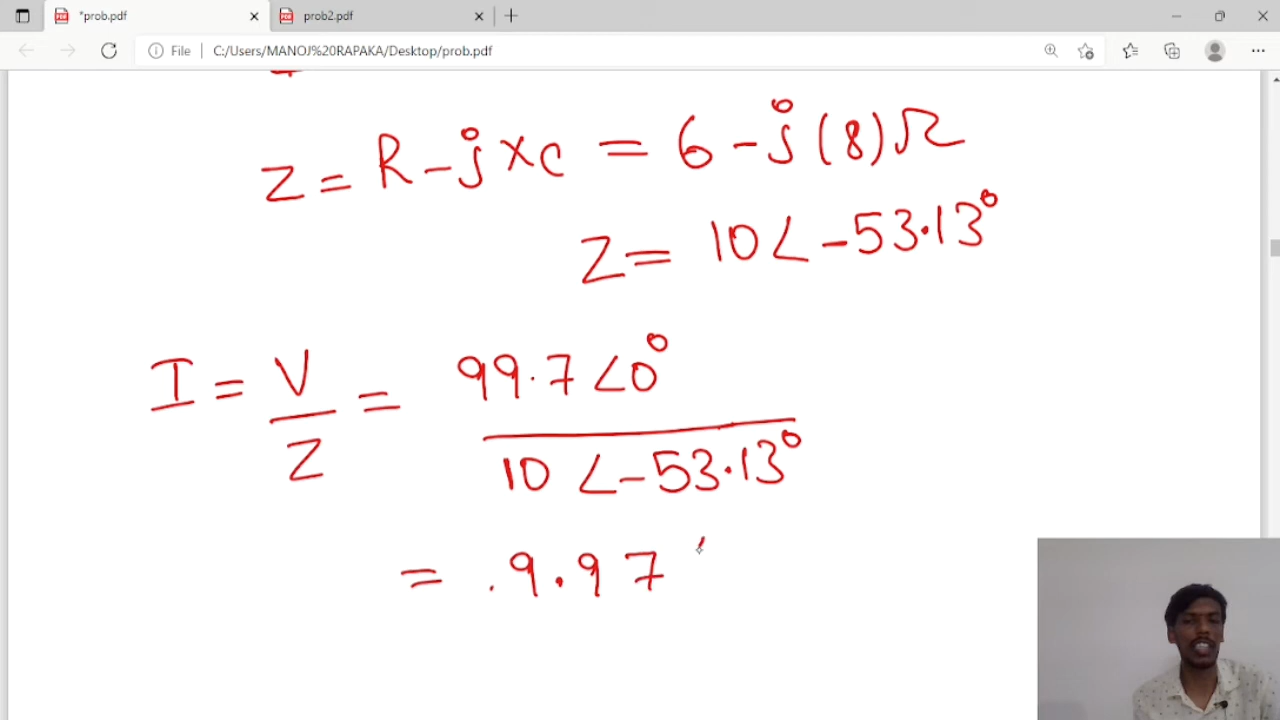 *prob.pdf
prob2.pdf
File C:/Users/MANOJ%20RAPAKA/Desktop/prob.pdf
Z = R - j XC = 6 - j (8) Ω
Z = 10 ∠ -53.13°
I = V / Z = 99.7 ∠0° / 10 ∠ -53.13°
= .9.97